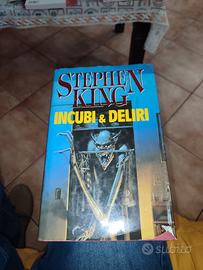 STEPHEN
KING
INCUBI & DELIRI
subito